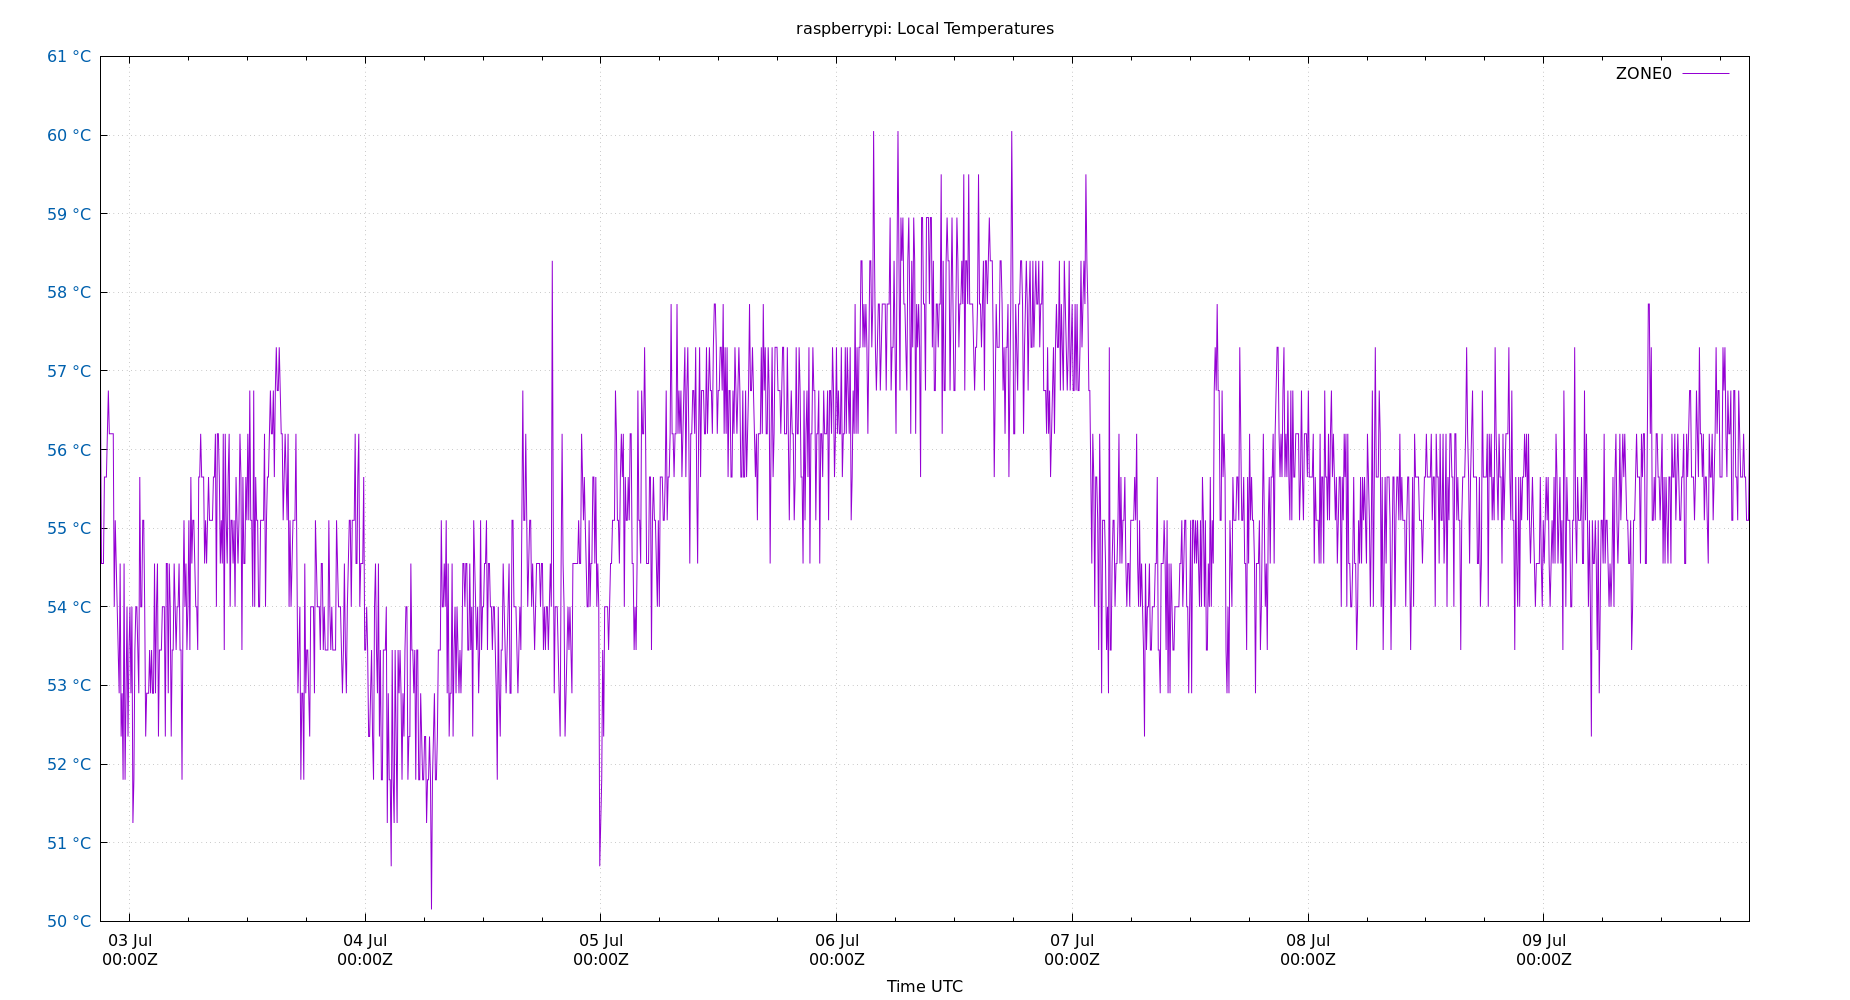 raspberrypi: Local Temperatures
61 °C
ZONE0
60 °C
59 °C
58 °C
57 °C
56 °C
55 °C
54 °C
53 °C
52 °C
51 °C
50 °C
03 Jul 04 Jul 05 Jul 06 Jul 07 Jul 08 Jul 09 Jul
00:00Z 00:00Z 00:00Z 00:00Z 00:00Z 00:00Z 00:00Z
Time UTC